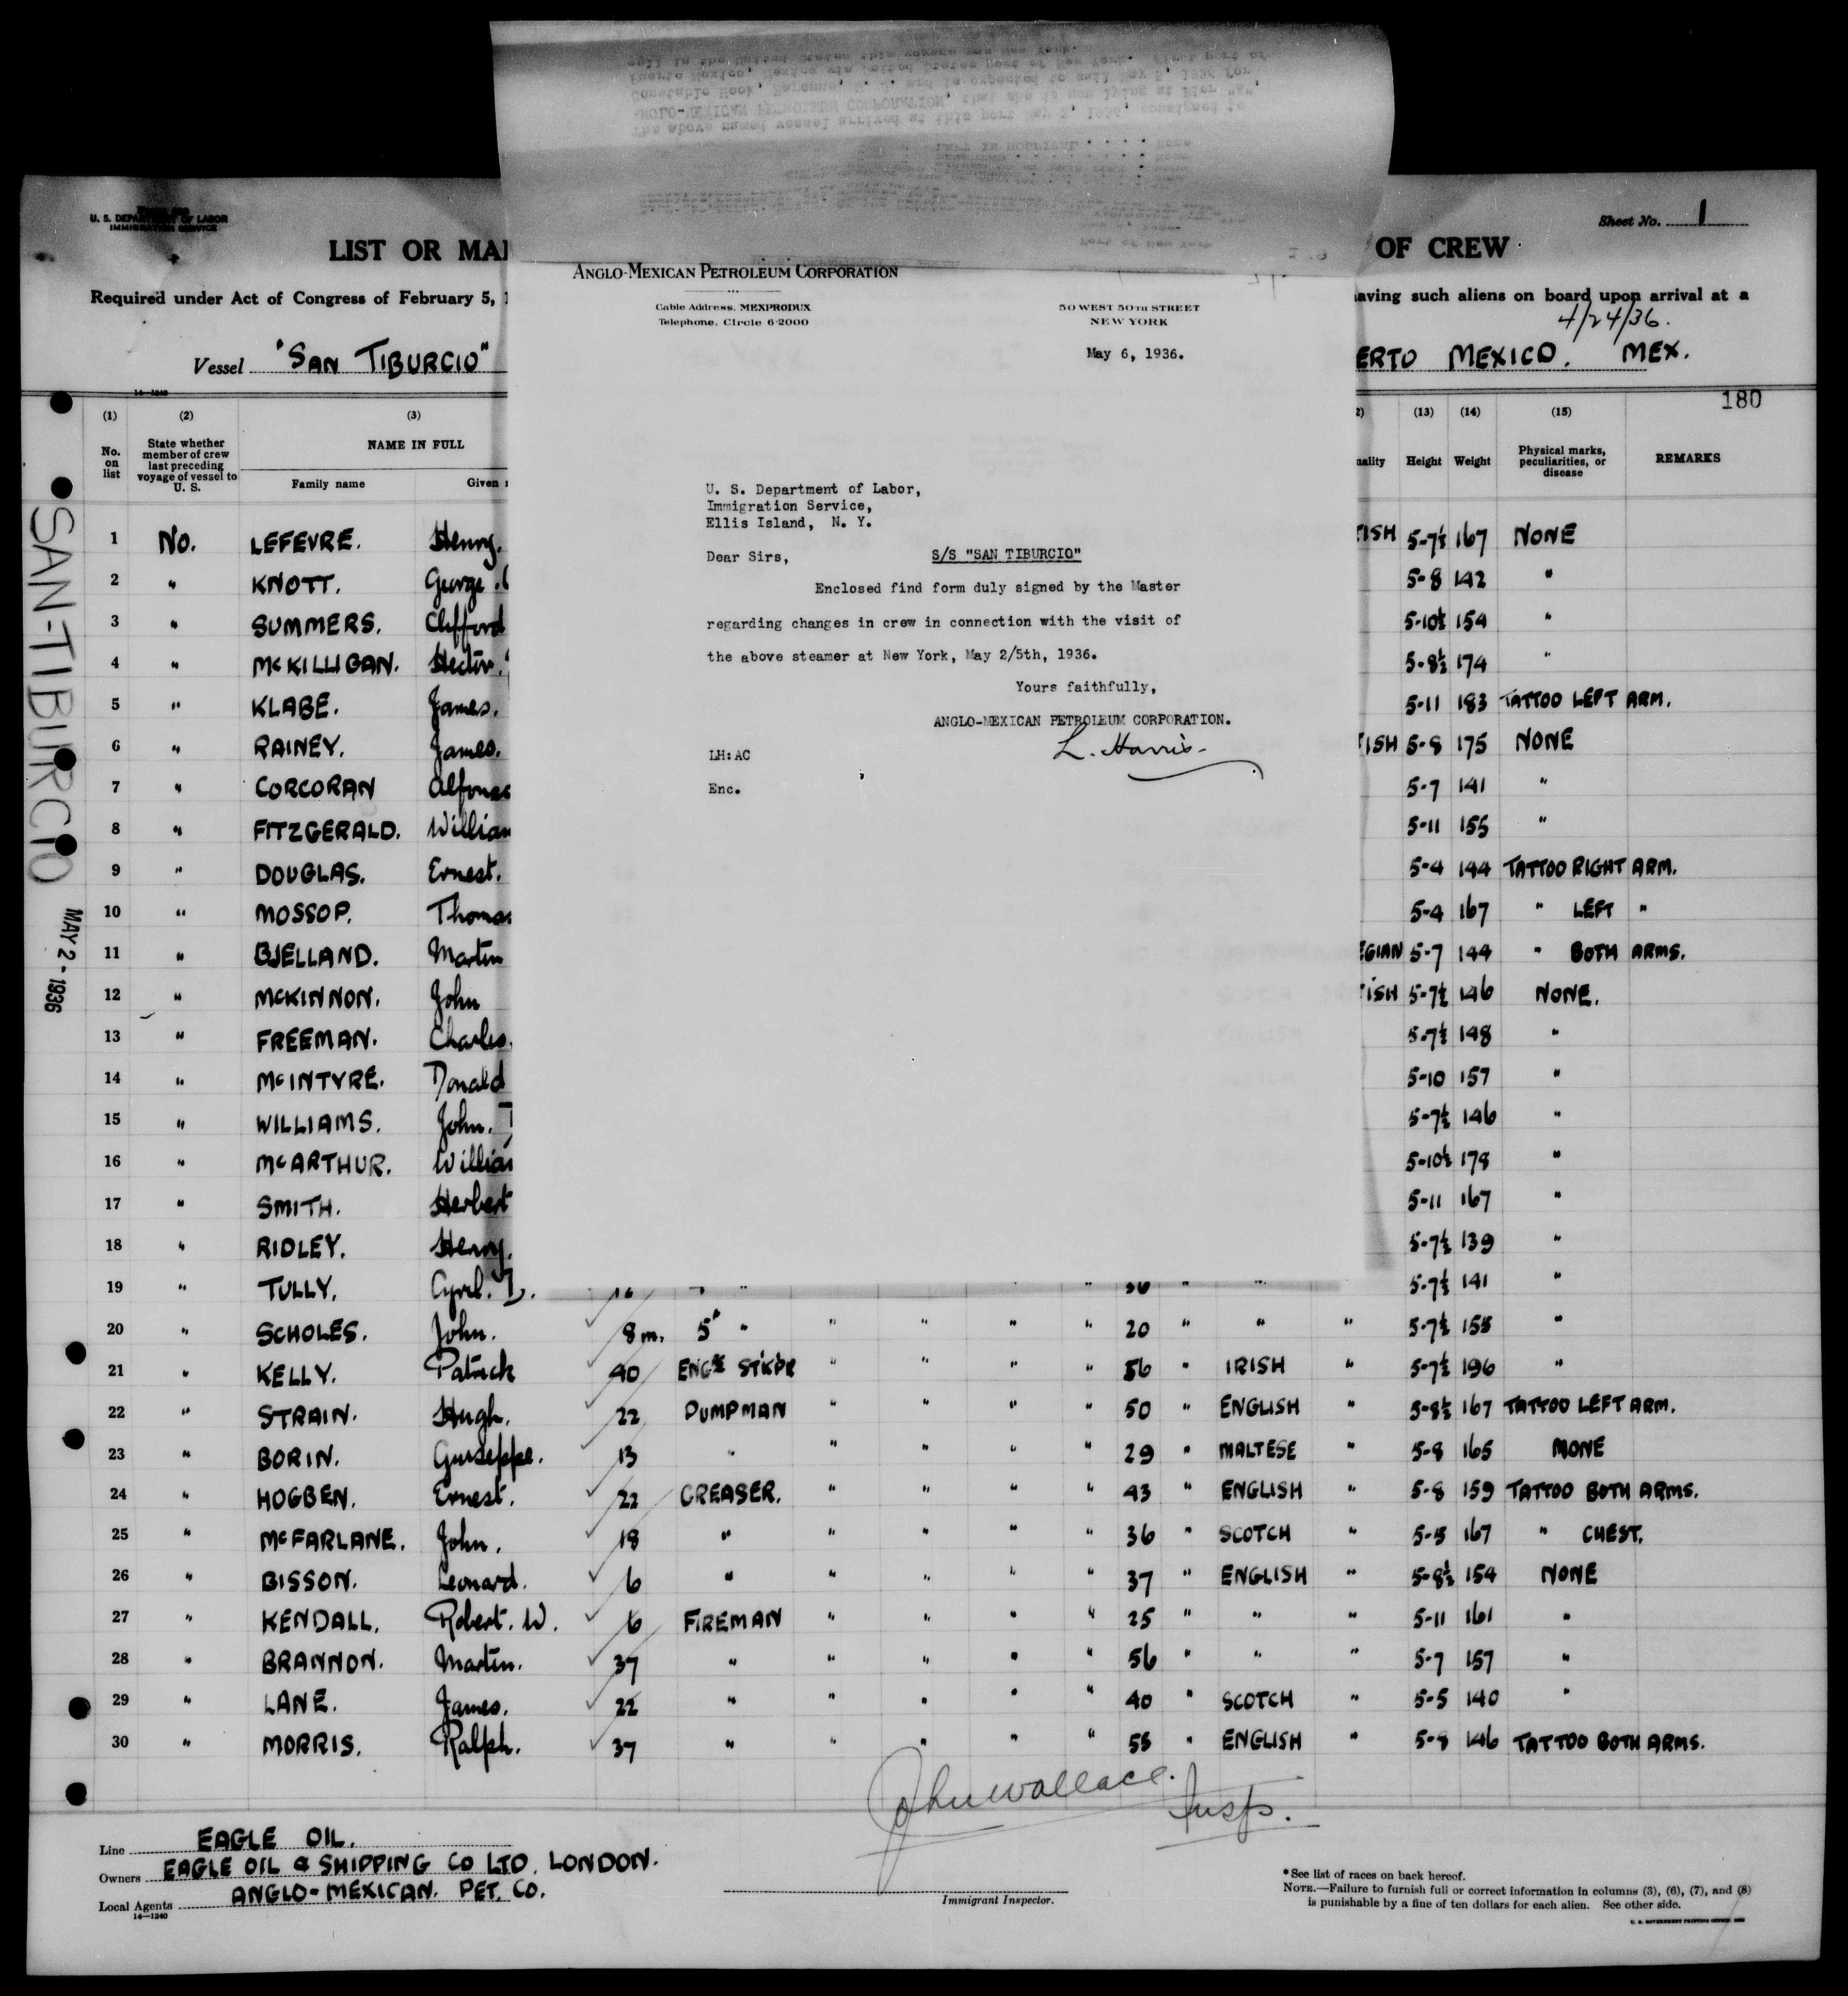 U. S. DEPARTMENT OF LABOR
IMMIGRATION SERVICE
Sheet No. 1
LIST OR
OF CREW
Required under Act of Congress of February 5,
having such aliens on board upon arrival at a
4/24/36.
Vessel "SAN TIBURCIO"
MEXICO. MEX.
14—1240
180
ANGLO-MEXICAN PETROLEUM CORPORATION
Cable Address, MEXPRODUX
Telephone, Circle 6-2000
50 WEST 50TH STREET
NEW YORK
May 6, 1936.
U. S. Department of Labor,
Immigration Service,
Ellis Island, N. Y.
Dear Sirs, S/S "SAN TIBURCIO"
Enclosed find form duly signed by the Master
regarding changes in crew in connection with the visit of
the above steamer at New York, May 2/5th, 1936.
Yours faithfully,
ANGLO-MEXICAN PETROLEUM CORPORATION.
L. Harris
LH:AC
Enc.
SAN-TIBURCIO
MAY 2 - 1936
(1) (2) (3) (13) (14) (15)
No. on list
State whether member of crew last preceding voyage of vessel to U. S.
NAME IN FULL
Family name Given
Height Weight
Physical marks, peculiarities, or disease
REMARKS
1 No. LEFEVRE. Henry. 5-7½ 167 NONE
2 " KNOTT. George. 5-8 142 "
3 " SUMMERS. Clifford 5-10½ 154 "
4 " McKILLIGAN. Hector. 5-8½ 174 "
5 " KLABE. James. 5-11 183 TATTOO LEFT ARM.
6 " RAINEY. James. 5-8 175 NONE
7 " CORCORAN Alfonso 5-7 141 "
8 " FITZGERALD. William 5-11 155 "
9 " DOUGLAS. Ernest. 5-4 144 TATTOO RIGHT ARM.
10 " MOSSOP. Thomas 5-4 167 " LEFT "
11 " BJELLAND. Martin 5-7 144 " BOTH ARMS.
12 " McKINNON. John 5-7½ 146 NONE.
13 " FREEMAN. Charles. 5-7½ 148 "
14 " McINTYRE. Donald 5-10 157 "
15 " WILLIAMS. John. 5-7½ 146 "
16 " McARTHUR. William 5-10½ 178 "
17 " SMITH. Herbert 5-11 167 "
18 " RIDLEY. Henry. 5-7½ 139 "
19 " TULLY. Cyril. 5-7½ 141 "
20 " SCHOLES. John. 8 m. 5" " " " " " 20 " " " 5-7½ 155 "
21 " KELLY. Patrick 40 ENG STKPR " " " " 56 " IRISH " 5-7½ 196 "
22 " STRAIN. Hugh. 22 PUMPMAN " " " " 50 " ENGLISH " 5-8½ 167 TATTOO LEFT ARM.
23 " BORIN. Guiseppe. 13 " " " " " 29 " MALTESE " 5-8 165 NONE
24 " HOGBEN. Ernest. 22 GREASER. " " " " 43 " ENGLISH " 5-8 159 TATTOO BOTH ARMS.
25 " McFARLANE. John. 18 " " " " " 36 " SCOTCH " 5-5 167 " CHEST.
26 " BISSON. Leonard. 6 " " " " " 37 " ENGLISH " 5-8½ 154 NONE
27 " KENDALL. Robert. W. 6 FIREMAN " " " " 25 " " " 5-11 161 "
28 " BRANNON. Martin. 37 " " " " " 56 " " " 5-7 157 "
29 " LANE. James. 22 " " " " " 40 " SCOTCH " 5-5 140 "
30 " MORRIS. Ralph. 37 " " " " " 55 " ENGLISH " 5-8 146 TATTOO BOTH ARMS.
John Wallace. Insp.
Line EAGLE OIL.
Owners EAGLE OIL & SHIPPING CO LTD. LONDON.
Local Agents ANGLO-MEXICAN. PET. CO.
14—1240
Immigrant Inspector.
*See list of races on back hereof.
NOTE.—Failure to furnish full or correct information in columns (3), (6), (7), and (8)
is punishable by a fine of ten dollars for each alien. See other side.
U. S. GOVERNMENT PRINTING OFFICE